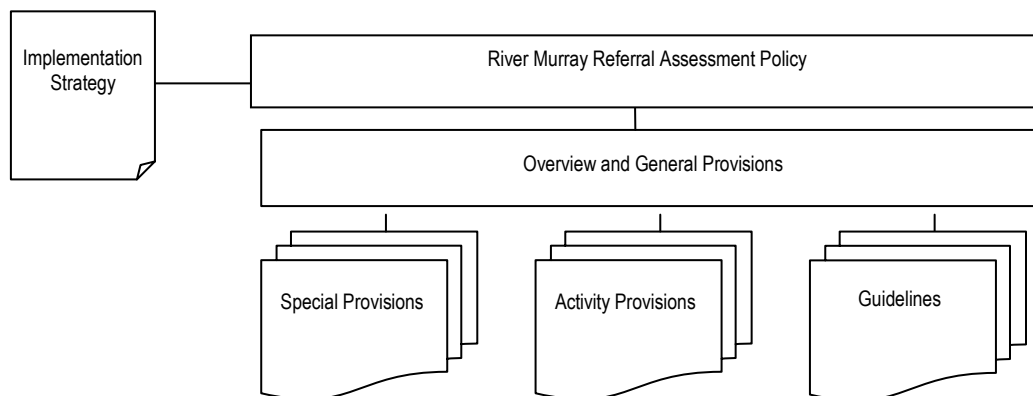 Implementation
Strategy
River Murray Referral Assessment Policy
Overview and General Provisions
Special Provisions
Activity Provisions
Guidelines